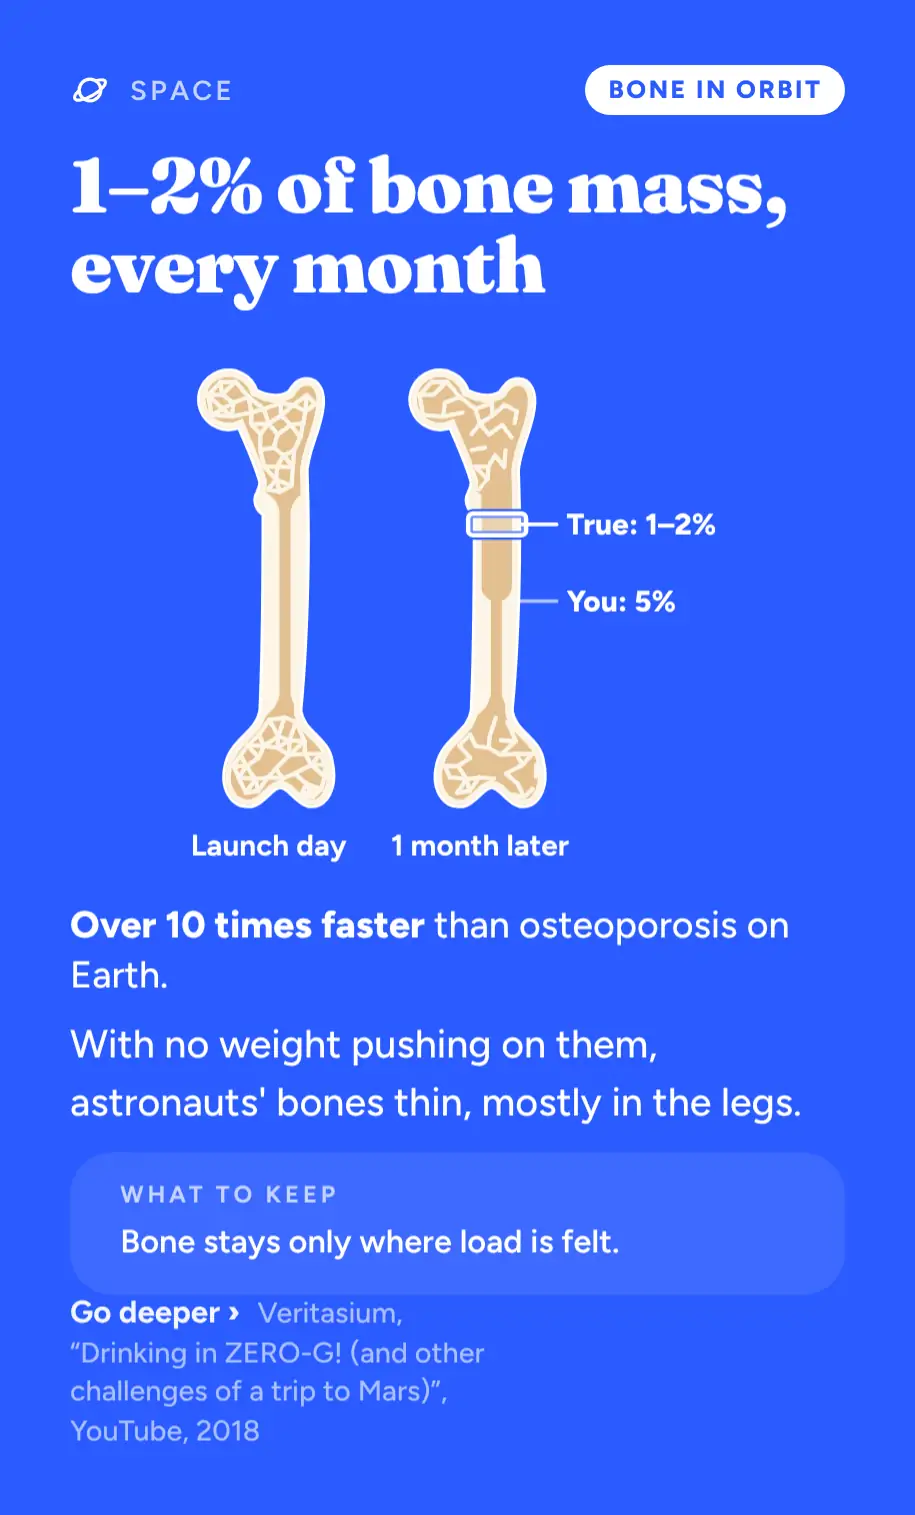 SPACE
BONE IN ORBIT
1–2% of bone mass,
every month
True: 1–2%
You: 5%
Launch day
1 month later
Over 10 times faster than osteoporosis on
Earth.
With no weight pushing on them,
astronauts' bones thin, mostly in the legs.
WHAT TO KEEP
Bone stays only where load is felt.
Go deeper › Veritasium,
“Drinking in ZERO-G! (and other
challenges of a trip to Mars)”,
YouTube, 2018